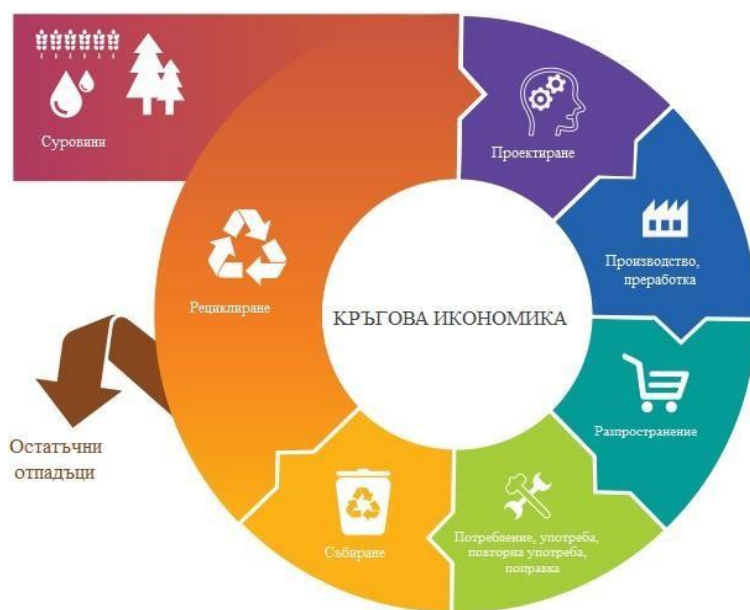 Суровини
Проектиране
Производство,
преработка
Рециклиране
КРЪГОВА ИКОНОМИКА
Разпространение
Остатъчни
отпадъци
Събиране
Потребление, употреба,
повторна употреба,
поправка